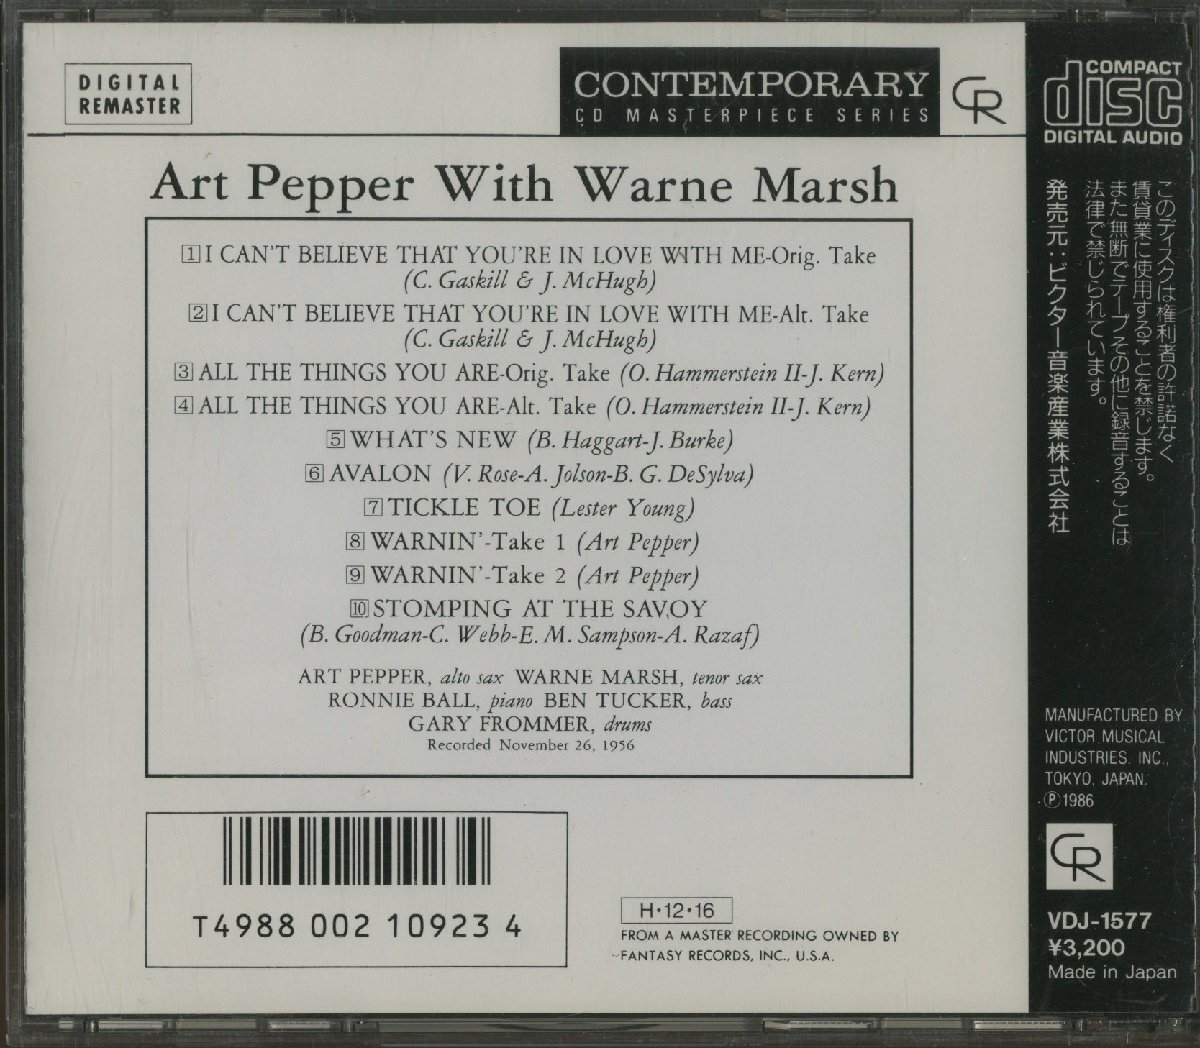 DIGITAL
REMASTER
CONTEMPORARY
CD MASTERPIECE SERIES
CR
Art Pepper With Warne Marsh
1 I CAN'T BELIEVE THAT YOU'RE IN LOVE WITH ME-Orig. Take
(C. Gaskill & J. McHugh)
2 I CAN'T BELIEVE THAT YOU'RE IN LOVE WITH ME-Alt. Take
(C. Gaskill & J. McHugh)
3 ALL THE THINGS YOU ARE-Orig. Take (O. Hammerstein II-J. Kern)
4 ALL THE THINGS YOU ARE-Alt. Take (O. Hammerstein II-J. Kern)
5 WHAT'S NEW (B. Haggart-J. Burke)
6 AVALON (V. Rose-A. Jolson-B. G. DeSylva)
7 TICKLE TOE (Lester Young)
8 WARNIN'-Take 1 (Art Pepper)
9 WARNIN'-Take 2 (Art Pepper)
10 STOMPING AT THE SAVOY
(B. Goodman-C. Webb-E. M. Sampson-A. Razaf)
ART PEPPER, alto sax WARNE MARSH, tenor sax
RONNIE BALL, piano BEN TUCKER, bass
GARY FROMMER, drums
Recorded November 26, 1956
T4988 002 10923 4
H・12・16
FROM A MASTER RECORDING OWNED BY
FANTASY RECORDS, INC., U.S.A.
COMPACT
disc
DIGITAL AUDIO
このディスクは権利者の許諾なく
賃貸業に使用することを禁じます。
また無断でテープその他に録音することは
法律で禁じられています。
発売元：ビクター音楽産業株式会社
MANUFACTURED BY
VICTOR MUSICAL
INDUSTRIES, INC.,
TOKYO, JAPAN.
Ⓟ1986
CR
VDJ-1577
¥3,200
Made in Japan